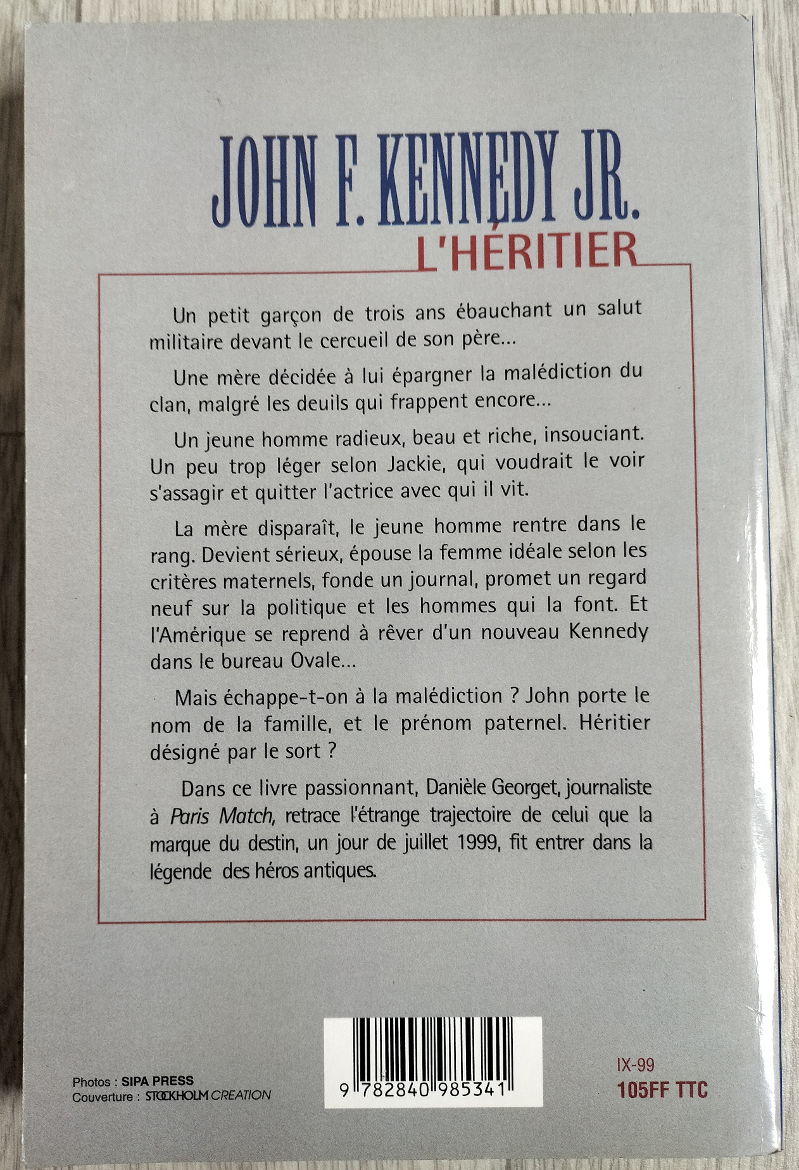 JOHN F. KENNEDY JR.
L'HÉRITIER
Un petit garçon de trois ans ébauchant un salut
militaire devant le cercueil de son père...
Une mère décidée à lui épargner la malédiction du
clan, malgré les deuils qui frappent encore...
Un jeune homme radieux, beau et riche, insouciant.
Un peu trop léger selon Jackie, qui voudrait le voir
s'assagir et quitter l'actrice avec qui il vit.
La mère disparaît, le jeune homme rentre dans le
rang. Devient sérieux, épouse la femme idéale selon les
critères maternels, fonde un journal, promet un regard
neuf sur la politique et les hommes qui la font. Et
l'Amérique se reprend à rêver d'un nouveau Kennedy
dans le bureau Ovale...
Mais échappe-t-on à la malédiction ? John porte le
nom de la famille, et le prénom paternel. Héritier
désigné par le sort ?
Dans ce livre passionnant, Danièle Georget, journaliste
à Paris Match, retrace l'étrange trajectoire de celui que la
marque du destin, un jour de juillet 1999, fit entrer dans la
légende des héros antiques.
Photos : SIPA PRESS
Couverture : STOCKHOLM CREATION
9 782840 985341
IX-99
105FF TTC